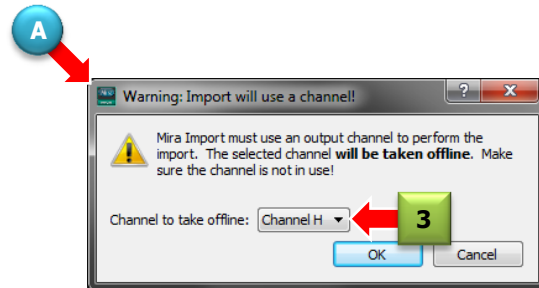 A
Warning: Import will use a channel!
?
X
Mira Import must use an output channel to perform the
import. The selected channel will be taken offline. Make
sure the channel is not in use!
Channel to take offline: Channel H
3
OK Cancel